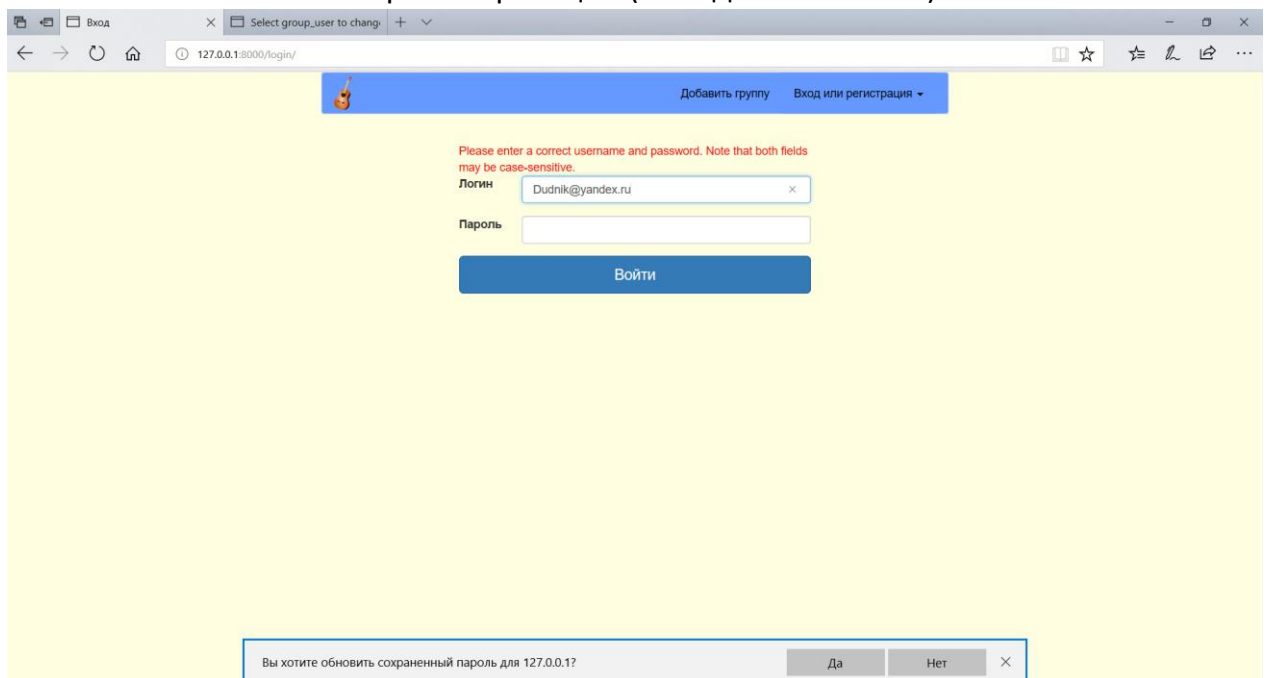 Вход
Select group_user to chang
127.0.0.1:8000/login/
Добавить группу Вход или регистрация
Please enter a correct username and password. Note that both fields
may be case-sensitive.
Логин Dudnik@yandex.ru
Пароль
Войти
Вы хотите обновить сохраненный пароль для 127.0.0.1? Да Нет